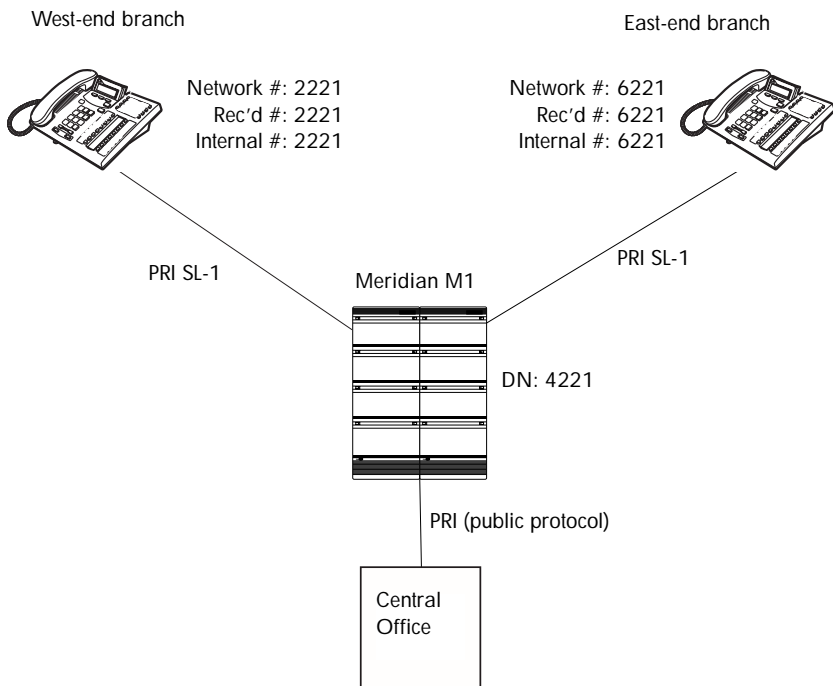 West-end branch
East-end branch
Network #: 2221
Rec'd #: 2221
Internal #: 2221
Network #: 6221
Rec'd #: 6221
Internal #: 6221
PRI SL-1
PRI SL-1
Meridian M1
DN: 4221
PRI (public protocol)
Central
Office